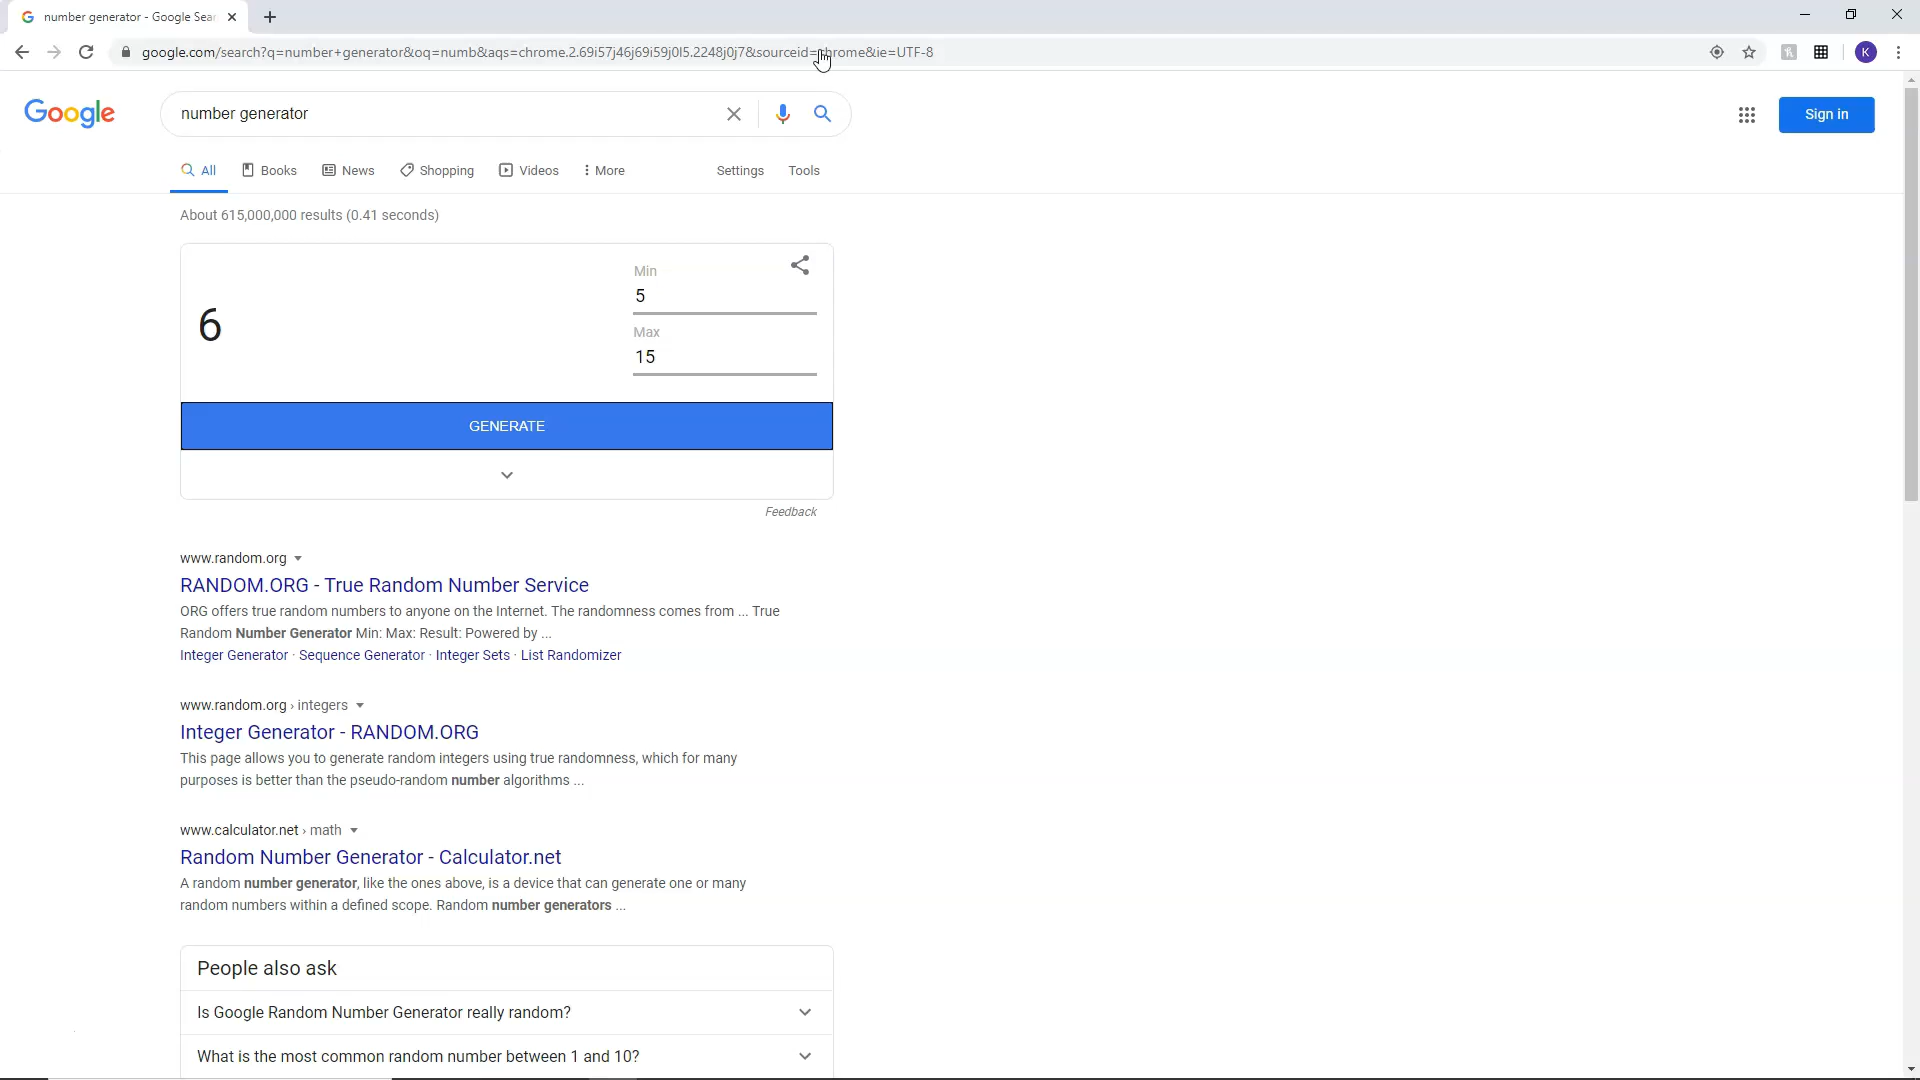 number generator - Google Sear
google.com/search?q=number+generator&oq=numb&aqs=chrome.2.69i57j46j69i59j0l5.2248j0j7&sourceid=chrome&ie=UTF-8
K
Google
number generator
Sign in
All Books News Shopping Videos More Settings Tools
About 615,000,000 results (0.41 seconds)
Min
5
6
Max
15
GENERATE
Feedback
www.random.org
RANDOM.ORG - True Random Number Service
ORG offers true random numbers to anyone on the Internet. The randomness comes from ... True
Random Number Generator Min: Max: Result: Powered by ...
Integer Generator · Sequence Generator · Integer Sets · List Randomizer
www.random.org › integers
Integer Generator - RANDOM.ORG
This page allows you to generate random integers using true randomness, which for many
purposes is better than the pseudo-random number algorithms ...
www.calculator.net › math
Random Number Generator - Calculator.net
A random number generator, like the ones above, is a device that can generate one or many
random numbers within a defined scope. Random number generators ...
People also ask
Is Google Random Number Generator really random?
What is the most common random number between 1 and 10?